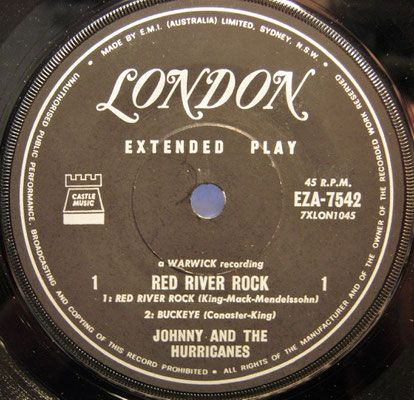 MADE BY E.M.I. (AUSTRALIA) LIMITED, SYDNEY, N.S.W. • UNAUTHORISED PUBLIC PERFORMANCE, BROADCASTING AND COPYING OF THIS RECORD PROHIBITED • ALL RIGHTS OF THE MANUFACTURER AND OF THE OWNER OF THE RECORDED WORK RESERVED
LONDON
EXTENDED PLAY
CASTLE
MUSIC
45 R.P.M.
EZA-7542
7XLON1045
a WARWICK recording
1 RED RIVER ROCK 1
1: RED RIVER ROCK (King-Mack-Mendelssohn)
2: BUCKEYE (Conaster-King)
JOHNNY AND THE
HURRICANES